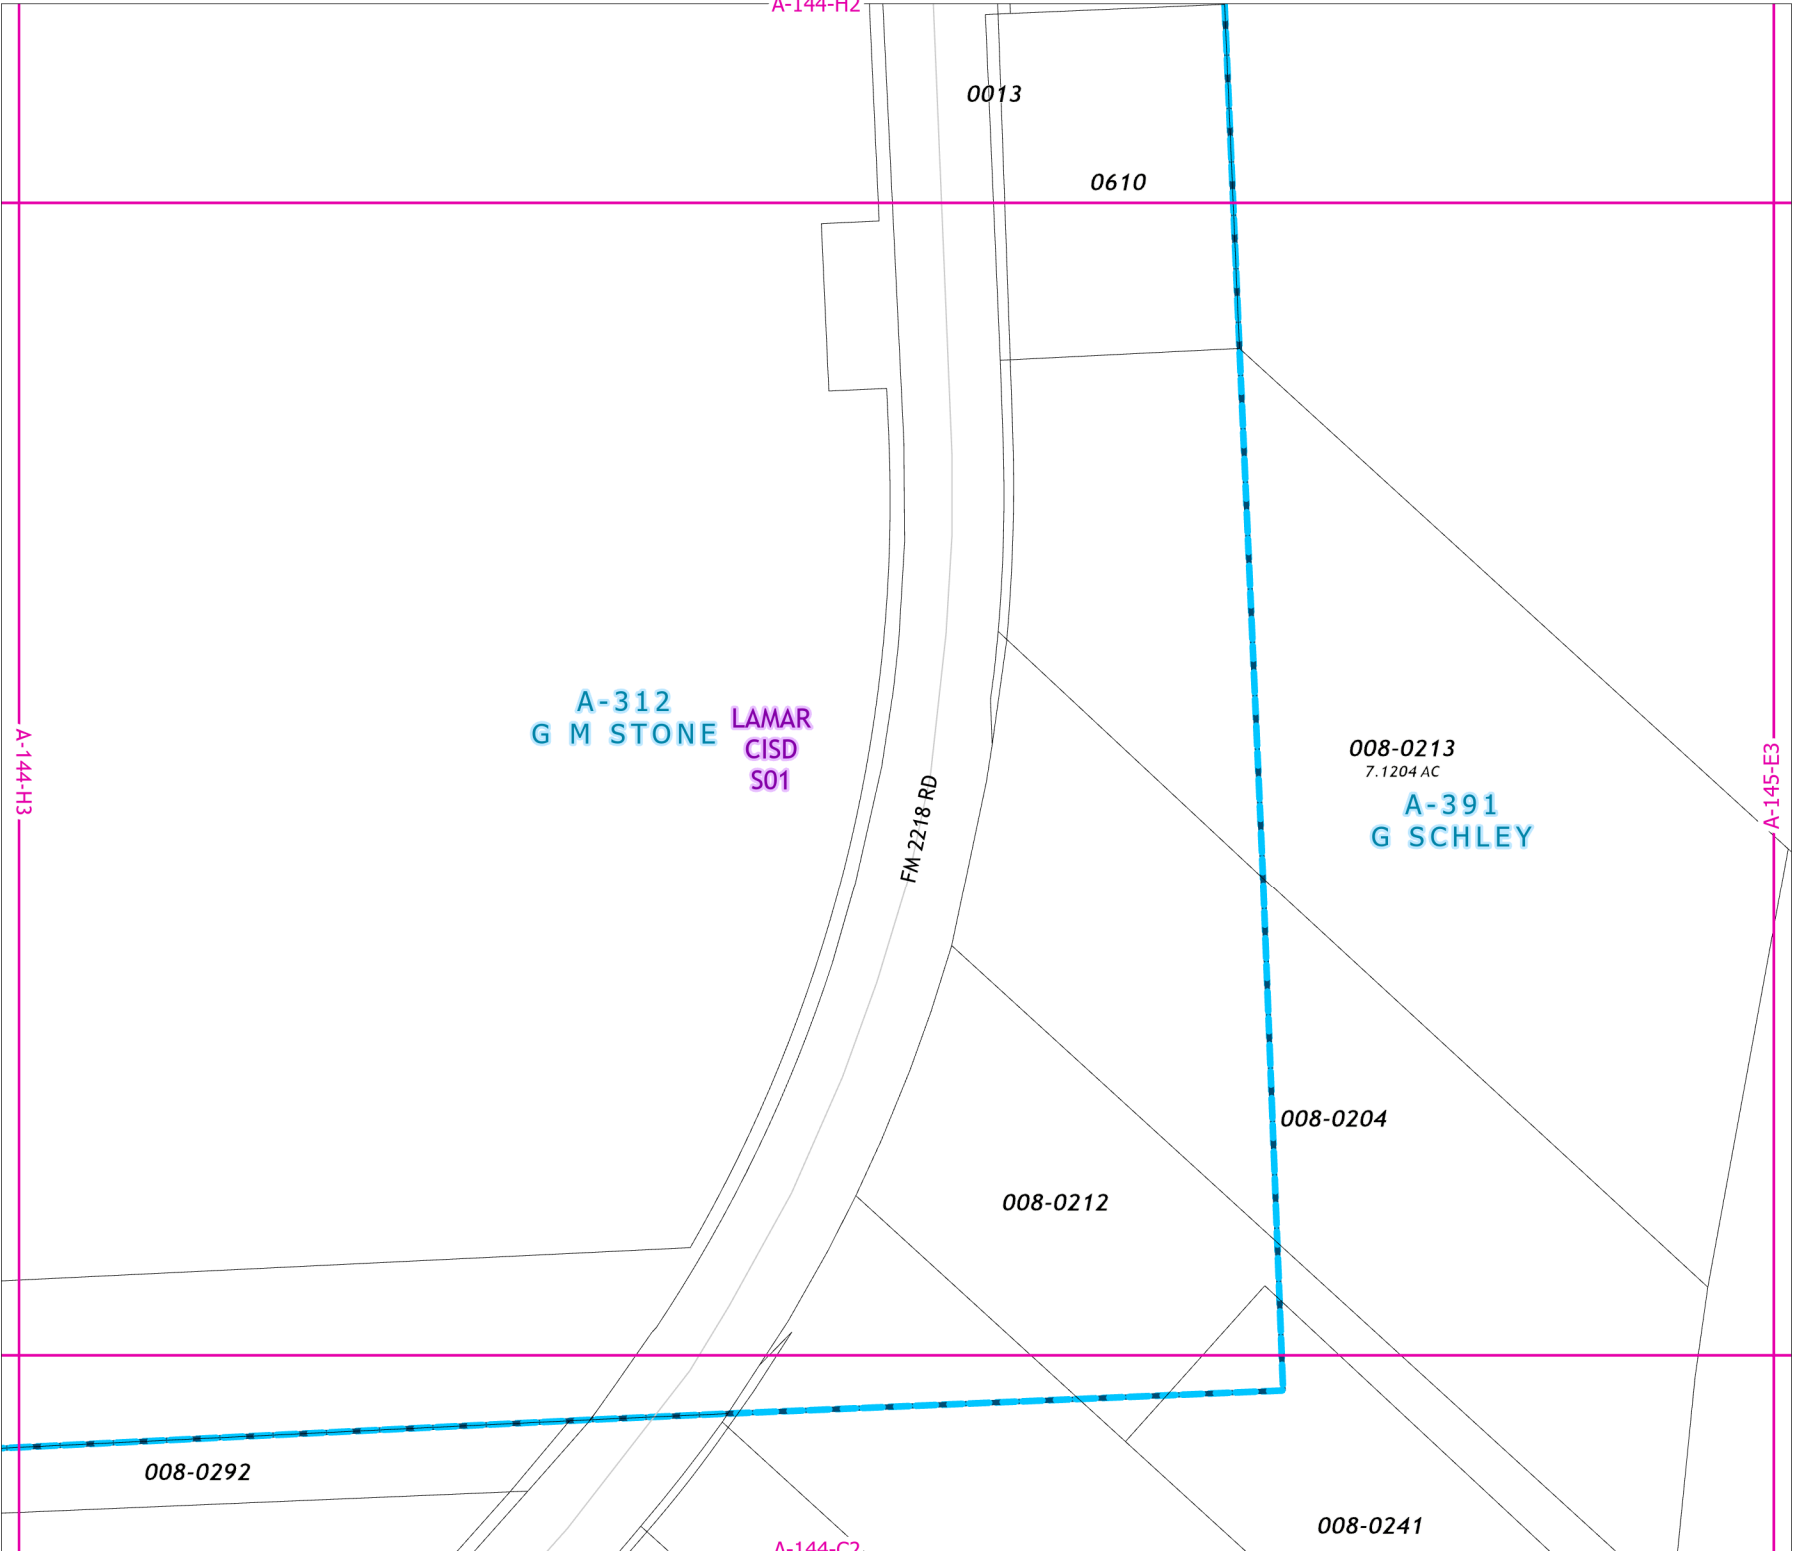 A-144-H2
0013
0610
A-312
G M STONE
LAMAR
CISD
S01
A-144-H3
FM 2218 RD
008-0213
7.1204 AC
A-391
G SCHLEY
A-145-E3
008-0204
008-0212
008-0292
008-0241
A-144-C2